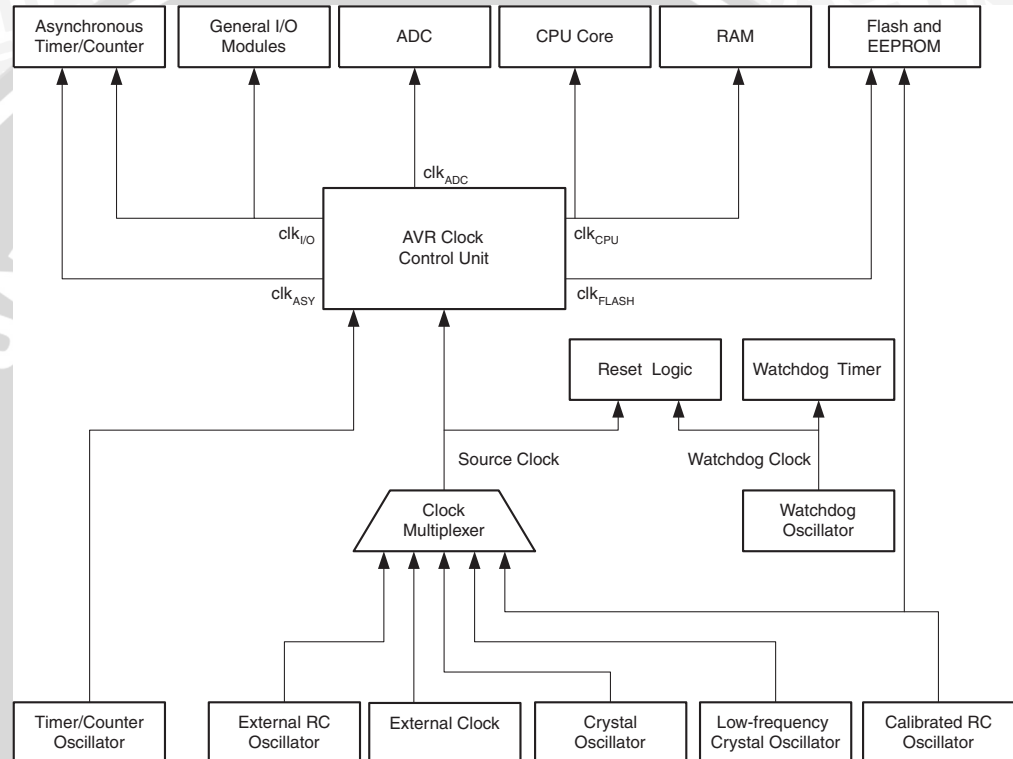 Asynchronous
Timer/Counter
General I/O
Modules
ADC
CPU Core
RAM
Flash and
EEPROM
clkADC
clkI/O
AVR Clock
Control Unit
clkCPU
clkASY
clkFLASH
Reset Logic
Watchdog Timer
Source Clock
Watchdog Clock
Clock
Multiplexer
Watchdog
Oscillator
Timer/Counter
Oscillator
External RC
Oscillator
External Clock
Crystal
Oscillator
Low-frequency
Crystal Oscillator
Calibrated RC
Oscillator